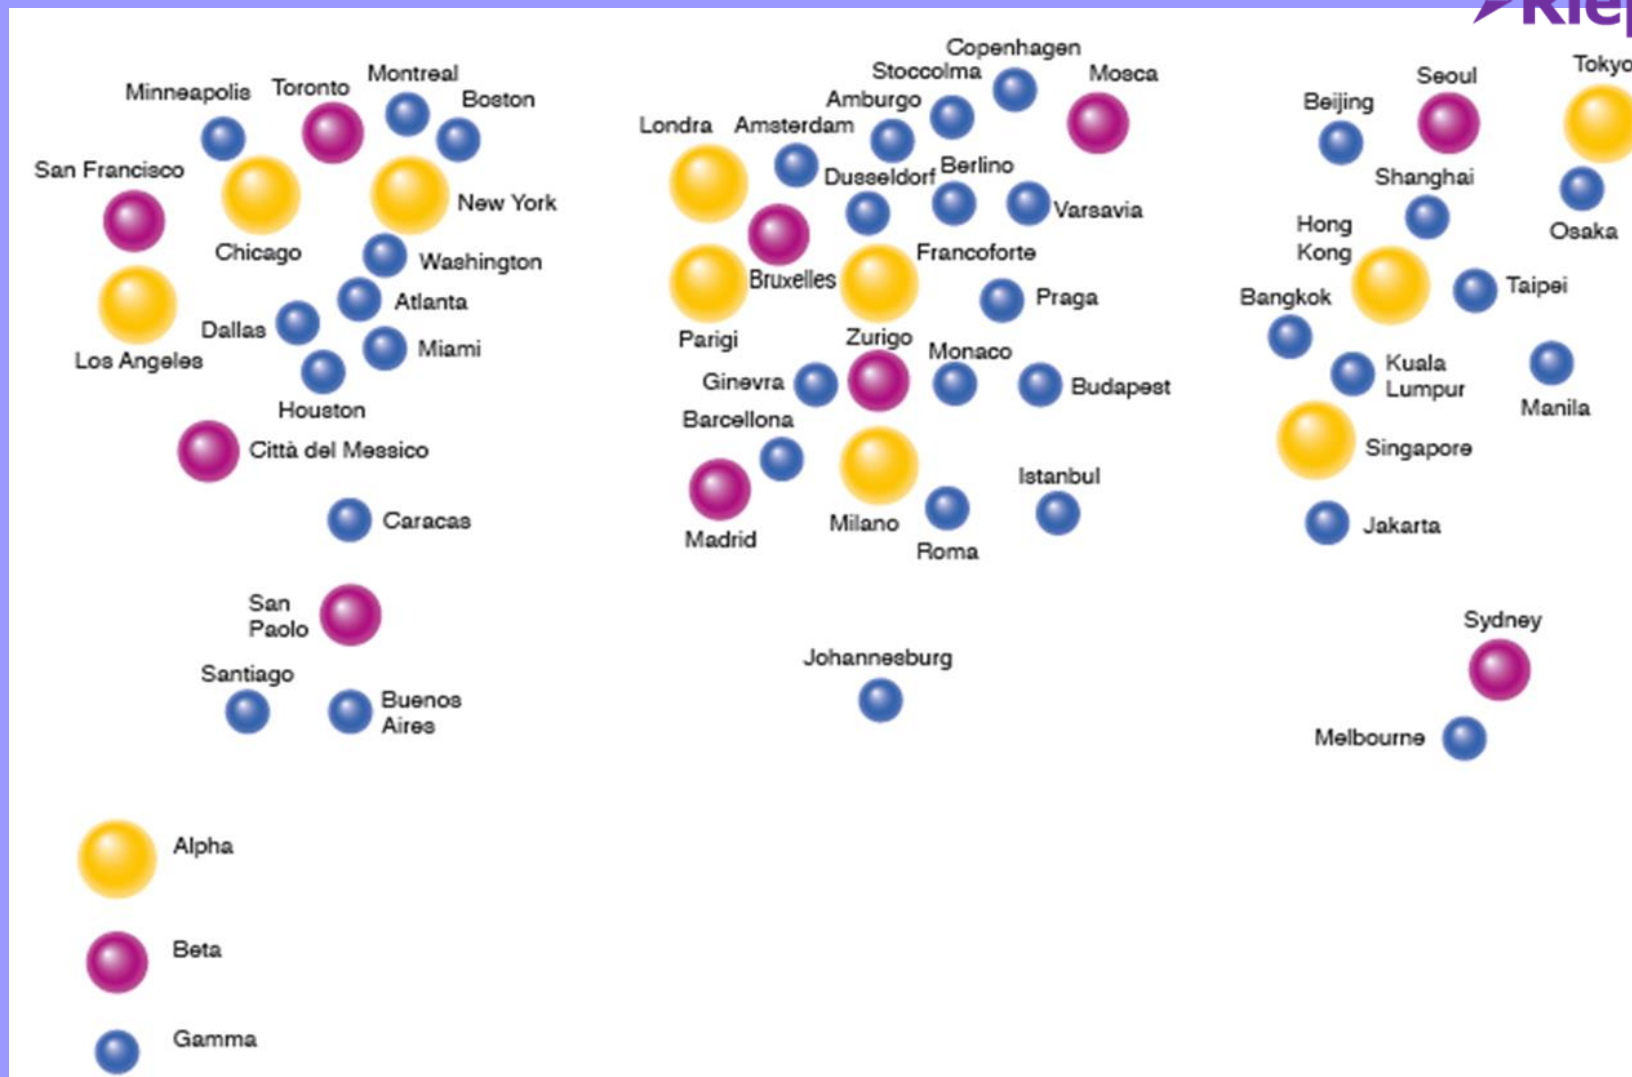 Riep
Minneapolis
Toronto
Montreal
Boston
San Francisco
Chicago
New York
Washington
Los Angeles
Dallas
Atlanta
Miami
Houston
Città del Messico
Caracas
San
Paolo
Santiago
Buenos
Aires
Copenhagen
Stoccolma
Mosca
Amburgo
Londra
Amsterdam
Dusseldorf
Berlino
Varsavia
Bruxelles
Francoforte
Praga
Parigi
Zurigo
Monaco
Ginevra
Budapest
Barcellona
Madrid
Milano
Roma
Istanbul
Johannesburg
Tokyo
Seoul
Beijing
Shanghai
Osaka
Hong
Kong
Taipei
Bangkok
Kuala
Lumpur
Manila
Singapore
Jakarta
Sydney
Melbourne
Alpha
Beta
Gamma